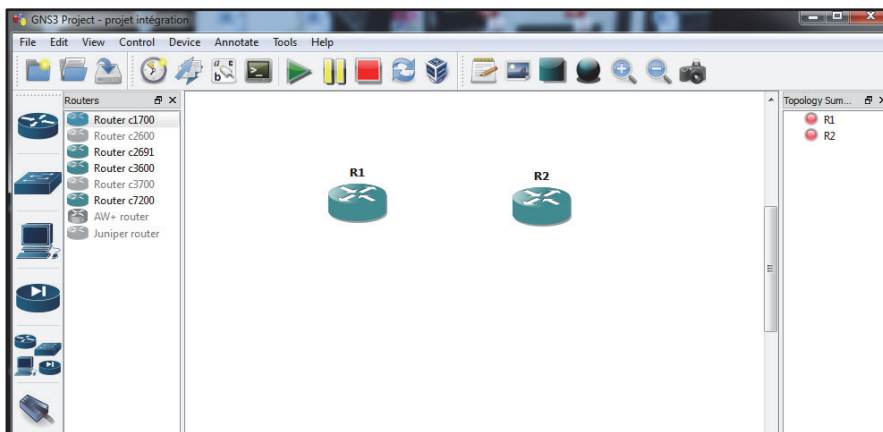 GNS3 Project - projet intégration
File Edit View Control Device Annotate Tools Help
Routers
Router c1700
Router c2600
Router c2691
Router c3600
Router c3700
Router c7200
AW+ router
Juniper router
R1
R2
Topology Sum...
R1
R2